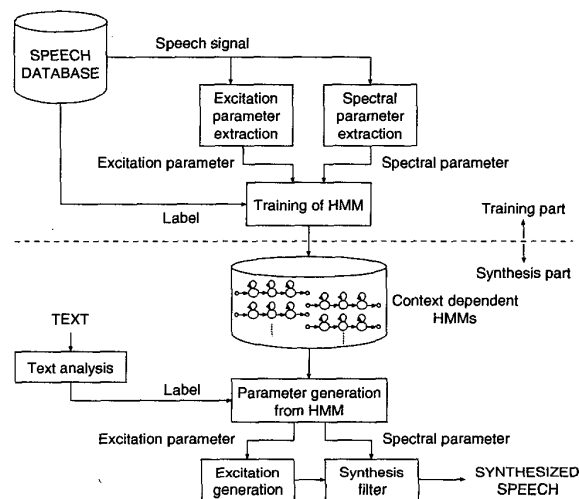 SPEECH
DATABASE
Speech signal
Excitation
parameter
extraction
Spectral
parameter
extraction
Excitation parameter
Spectral parameter
Label
Training of HMM
Training part
Synthesis part
Context dependent
HMMs
TEXT
Text analysis
Label
Parameter generation
from HMM
Excitation parameter
Spectral parameter
Excitation
generation
Synthesis
filter
SYNTHESIZED
SPEECH